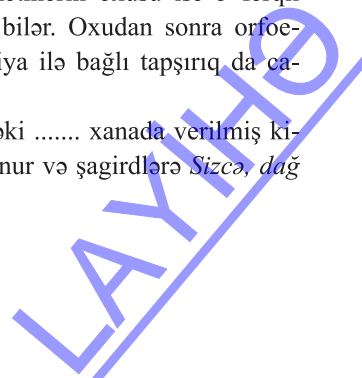 bilər. Oxudan sonra orfoe-
iya ilə bağlı tapşırıq da ca-
əki ....... xanada verilmiş ki-
nur və şagirdlərə Sizcə, dağ
LAYİHƏ